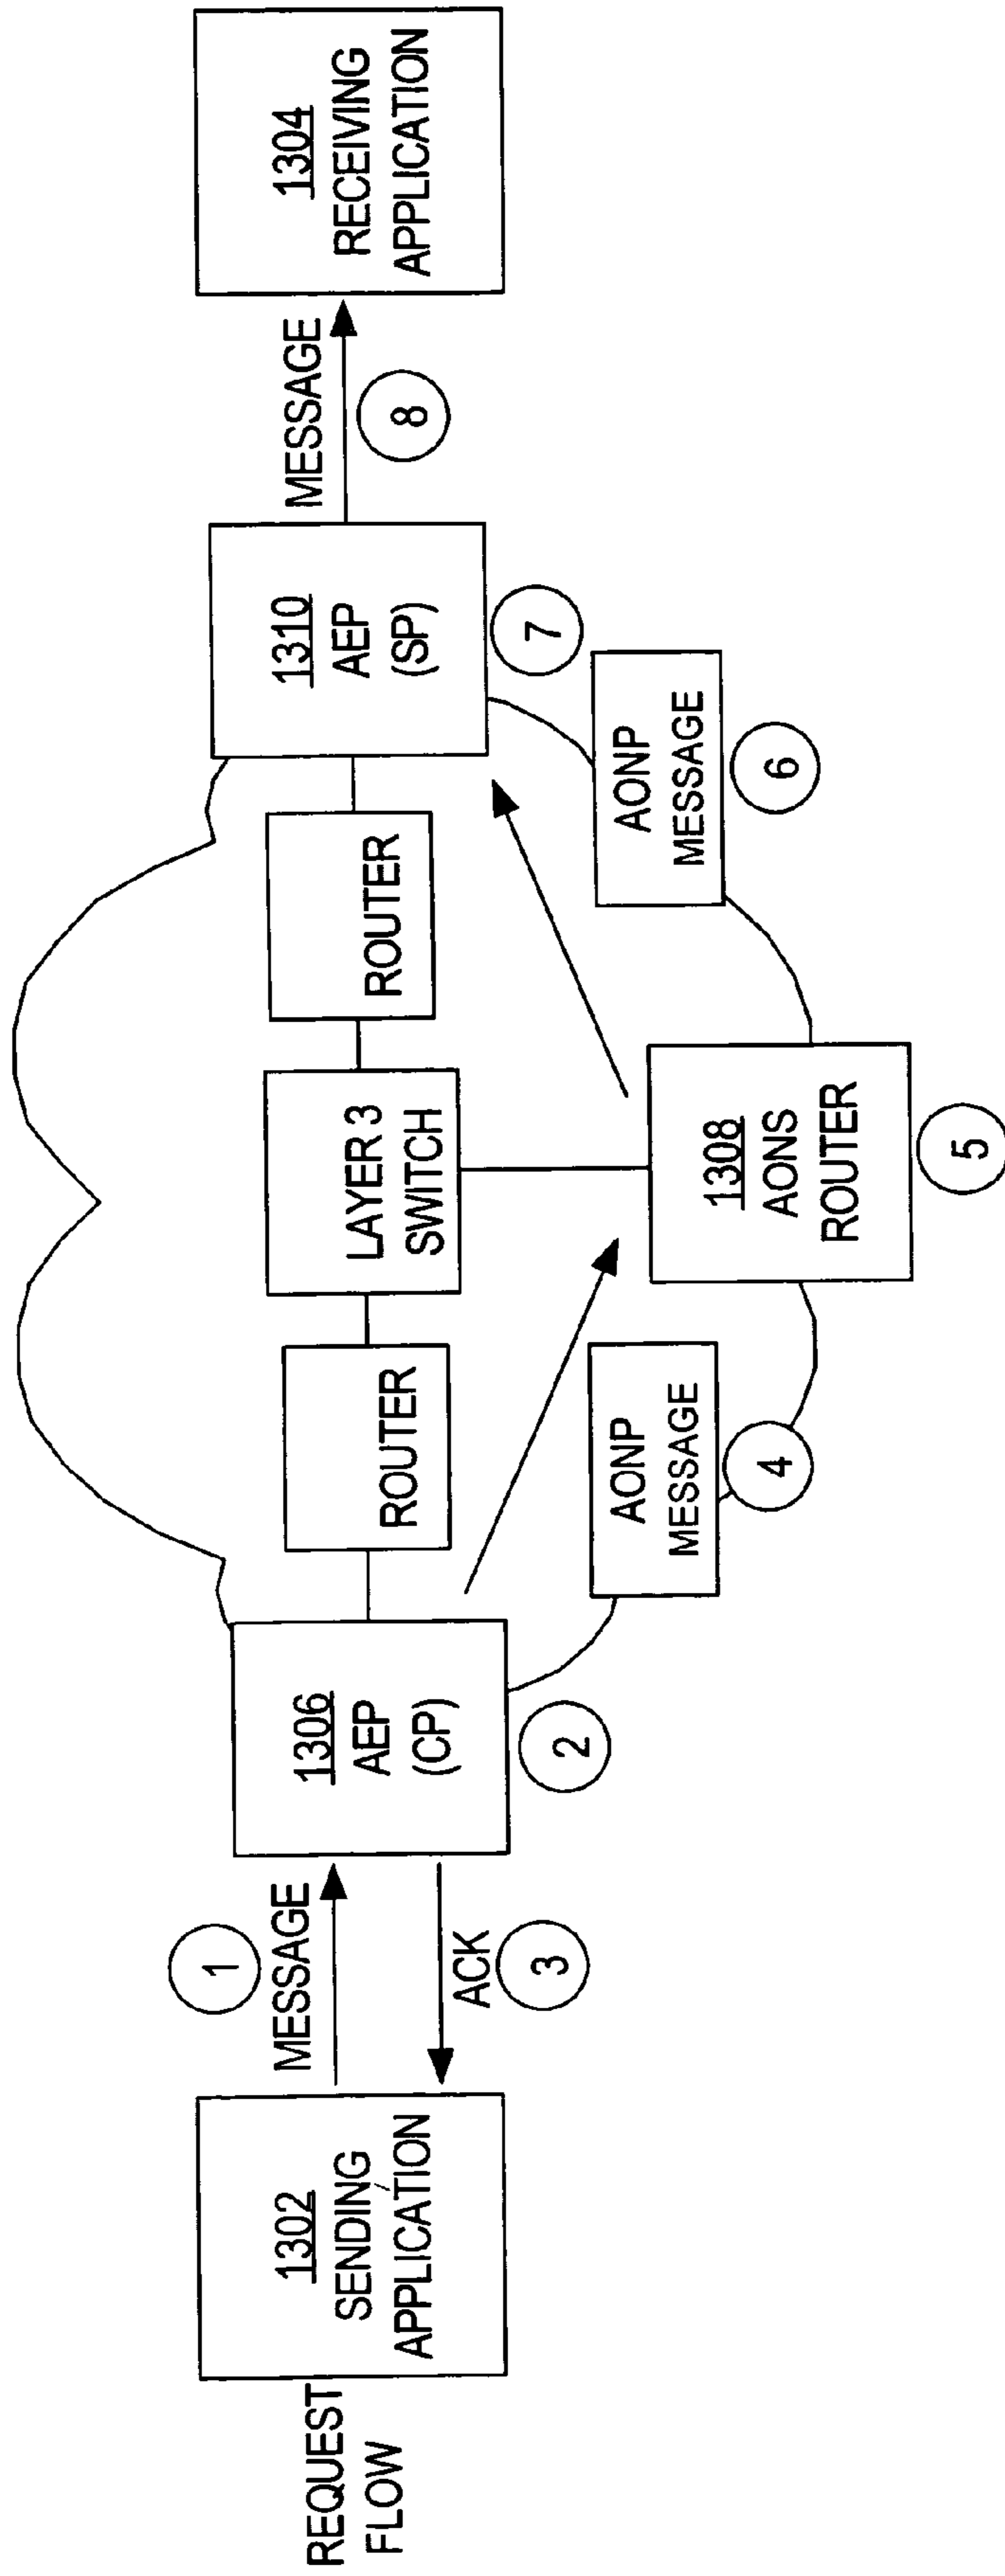 REQUEST
FLOW
1302
SENDING
APPLICATION
1
MESSAGE
ACK
3
1306
AEP
(CP)
2
ROUTER
AONP
MESSAGE
4
LAYER 3
SWITCH
1308
AONS
ROUTER
5
ROUTER
AONP
MESSAGE
6
1310
AEP
(SP)
7
MESSAGE
8
1304
RECEIVING
APPLICATION